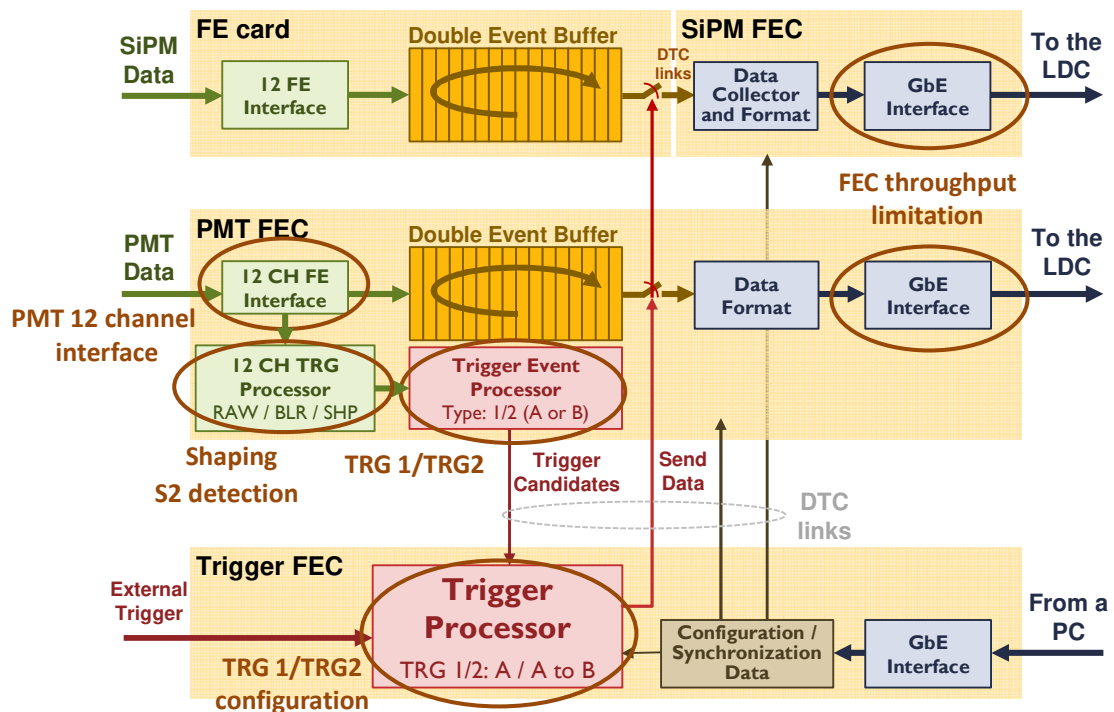 FE card
Double Event Buffer
SiPM FEC
SiPM
Data
12 FE
Interface
DTC
links
Data
Collector
and Format
GbE
Interface
To the
LDC
FEC throughput
limitation
PMT FEC
Double Event Buffer
PMT
Data
12 CH FE
Interface
Data
Format
GbE
Interface
To the
LDC
PMT 12 channel
interface
12 CH TRG
Processor
RAW / BLR / SHP
Trigger Event
Processor
Type: 1/2 (A or B)
Shaping
S2 detection
TRG 1/TRG2
Trigger
Candidates
Send
Data
DTC
links
Trigger FEC
External
Trigger
Trigger
Processor
TRG 1/2: A / A to B
TRG 1/TRG2
configuration
Configuration /
Synchronization
Data
GbE
Interface
From a
PC